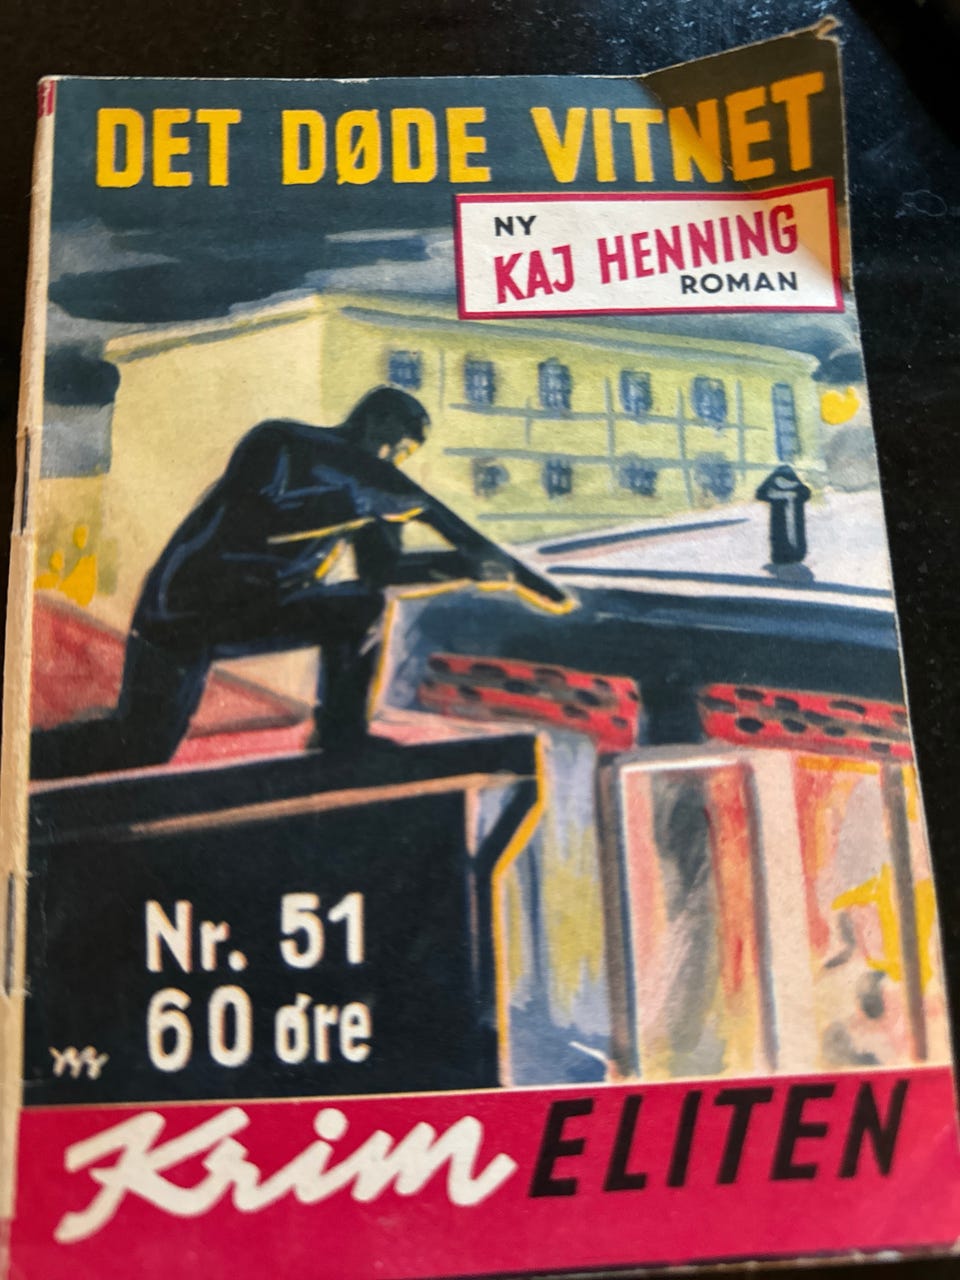 DET DØDE VITNET
NY
KAJ HENNING
ROMAN
Nr. 51
60 øre
Krim ELITEN